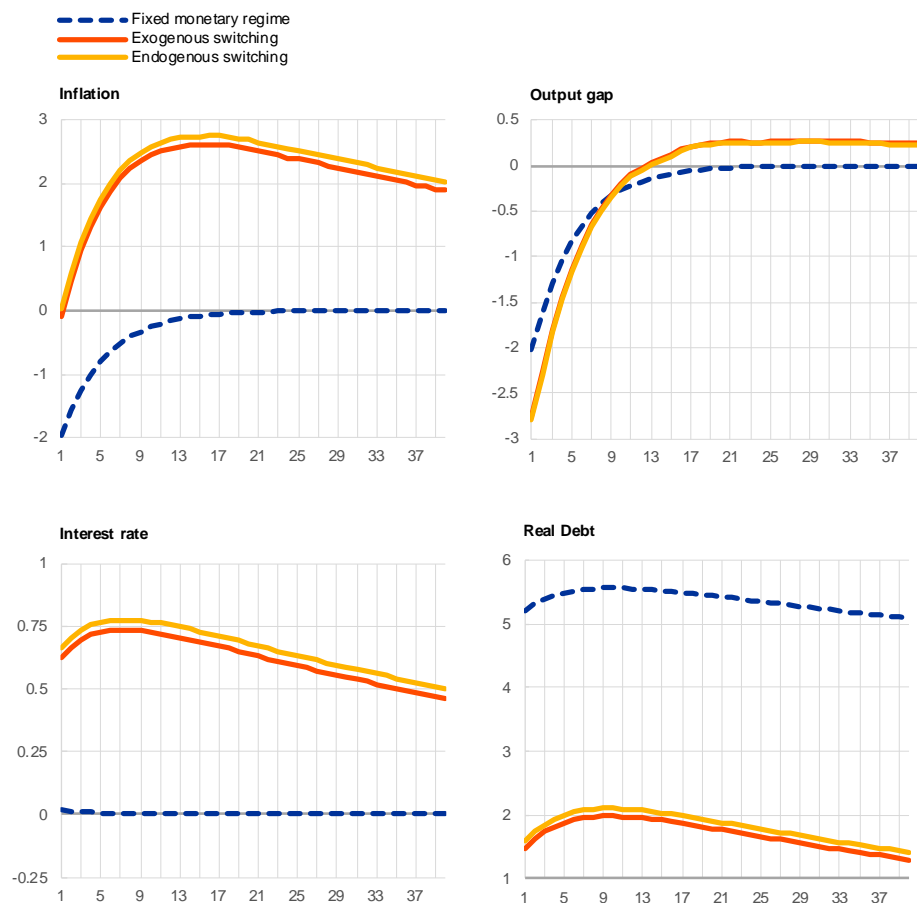 Fixed monetary regime
Exogenous switching
Endogenous switching
Inflation
3
2
1
0
-1
-2
1 5 9 13 17 21 25 29 33 37
Output gap
0.5
0
-0.5
-1
-1.5
-2
-2.5
-3
1 5 9 13 17 21 25 29 33 37
Interest rate
1
0.75
0.5
0.25
0
-0.25
1 5 9 13 17 21 25 29 33 37
Real Debt
6
5
4
3
2
1
1 5 9 13 17 21 25 29 33 37